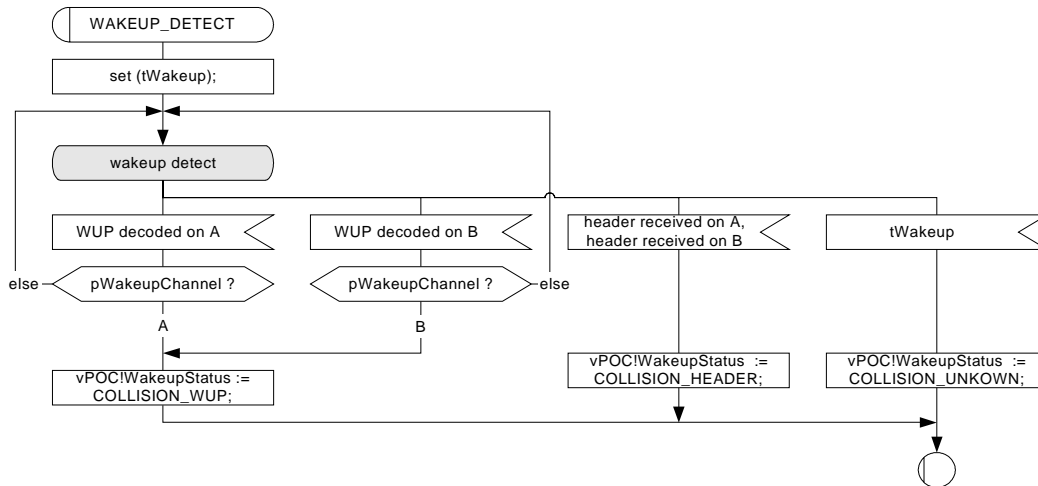 WAKEUP_DETECT
set (tWakeup);
wakeup detect
WUP decoded on A
WUP decoded on B
header received on A,
header received on B
tWakeup
else
pWakeupChannel ?
pWakeupChannel ?
else
A
B
vPOC!WakeupStatus :=
COLLISION_WUP;
vPOC!WakeupStatus :=
COLLISION_HEADER;
vPOC!WakeupStatus :=
COLLISION_UNKOWN;